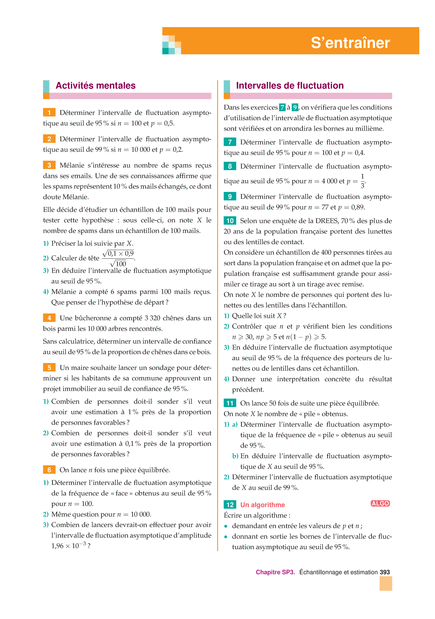 S'entraîner
Activités mentales
1 Déterminer l'intervalle de fluctuation asympto-
tique au seuil de 95 % si n = 100 et p = 0,5.
2 Déterminer l'intervalle de fluctuation asympto-
tique au seuil de 99 % si n = 10 000 et p = 0,2.
3 Mélanie s'intéresse au nombre de spams reçus
dans ses emails. Une de ses connaissances affirme que
les spams représentent 10 % des mails échangés, ce dont
doute Mélanie.
Elle décide d'étudier un échantillon de 100 mails pour
tester cette hypothèse : sous celle-ci, on note X le
nombre de spams dans un échantillon de 100 mails.
1) Préciser la loi suivie par X.
2) Calculer de tête √0,1 × 0,9 / √100.
3) En déduire l'intervalle de fluctuation asymptotique
au seuil de 95 %.
4) Mélanie a compté 6 spams parmi 100 mails reçus.
Que penser de l'hypothèse de départ ?
4 Une bûcheronne a compté 3 320 chênes dans un
bois parmi les 10 000 arbres rencontrés.
Sans calculatrice, déterminer un intervalle de confiance
au seuil de 95 % de la proportion de chênes dans ce bois.
5 Un maire souhaite lancer un sondage pour déter-
miner si les habitants de sa commune approuvent un
projet immobilier au seuil de confiance de 95 %.
1) Combien de personnes doit-il sonder s'il veut
avoir une estimation à 1 % près de la proportion
de personnes favorables ?
2) Combien de personnes doit-il sonder s'il veut
avoir une estimation à 0,1 % près de la proportion
de personnes favorables ?
6 On lance n fois une pièce équilibrée.
1) Déterminer l'intervalle de fluctuation asymptotique
de la fréquence de « face » obtenus au seuil de 95 %
pour n = 100.
2) Même question pour n = 10 000.
3) Combien de lancers devrait-on effectuer pour avoir
l'intervalle de fluctuation asymptotique d'amplitude
1,96 × 10⁻³ ?
Intervalles de fluctuation
Dans les exercices 7 à 9, on vérifiera que les conditions
d'utilisation de l'intervalle de fluctuation asymptotique
sont vérifiées et on arrondira les bornes au millième.
7 Déterminer l'intervalle de fluctuation asympto-
tique au seuil de 95 % pour n = 100 et p = 0,4.
8 Déterminer l'intervalle de fluctuation asympto-
tique au seuil de 95 % pour n = 4 000 et p = 1/3.
9 Déterminer l'intervalle de fluctuation asympto-
tique au seuil de 99 % pour n = 77 et p = 0,89.
10 Selon une enquête de la DREES, 70 % des plus de
20 ans de la population française portent des lunettes
ou des lentilles de contact.
On considère un échantillon de 400 personnes tirées au
sort dans la population française et on admet que la po-
pulation française est suffisamment grande pour assi-
miler ce tirage au sort à un tirage avec remise.
On note X le nombre de personnes qui portent des lu-
nettes ou des lentilles dans l'échantillon.
1) Quelle loi suit X ?
2) Contrôler que n et p vérifient bien les conditions
n ⩾ 30, np ⩾ 5 et n(1 − p) ⩾ 5.
3) En déduire l'intervalle de fluctuation asymptotique
au seuil de 95 % de la fréquence des porteurs de lu-
nettes ou de lentilles dans cet échantillon.
4) Donner une interprétation concrète du résultat
précédent.
11 On lance 50 fois de suite une pièce équilibrée.
On note X le nombre de « pile » obtenus.
1) a) Déterminer l'intervalle de fluctuation asympto-
tique de la fréquence de « pile » obtenus au seuil
de 95 %.
b) En déduire l'intervalle de fluctuation asympto-
tique de X au seuil de 95 %.
2) Déterminer l'intervalle de fluctuation asymptotique
de X au seuil de 99 %.
12 Un algorithme ALGO
Écrire un algorithme :
• demandant en entrée les valeurs de p et n ;
• donnant en sortie les bornes de l'intervalle de fluc-
tuation asymptotique au seuil de 95 %.
Chapitre SP3. Échantillonnage et estimation 393